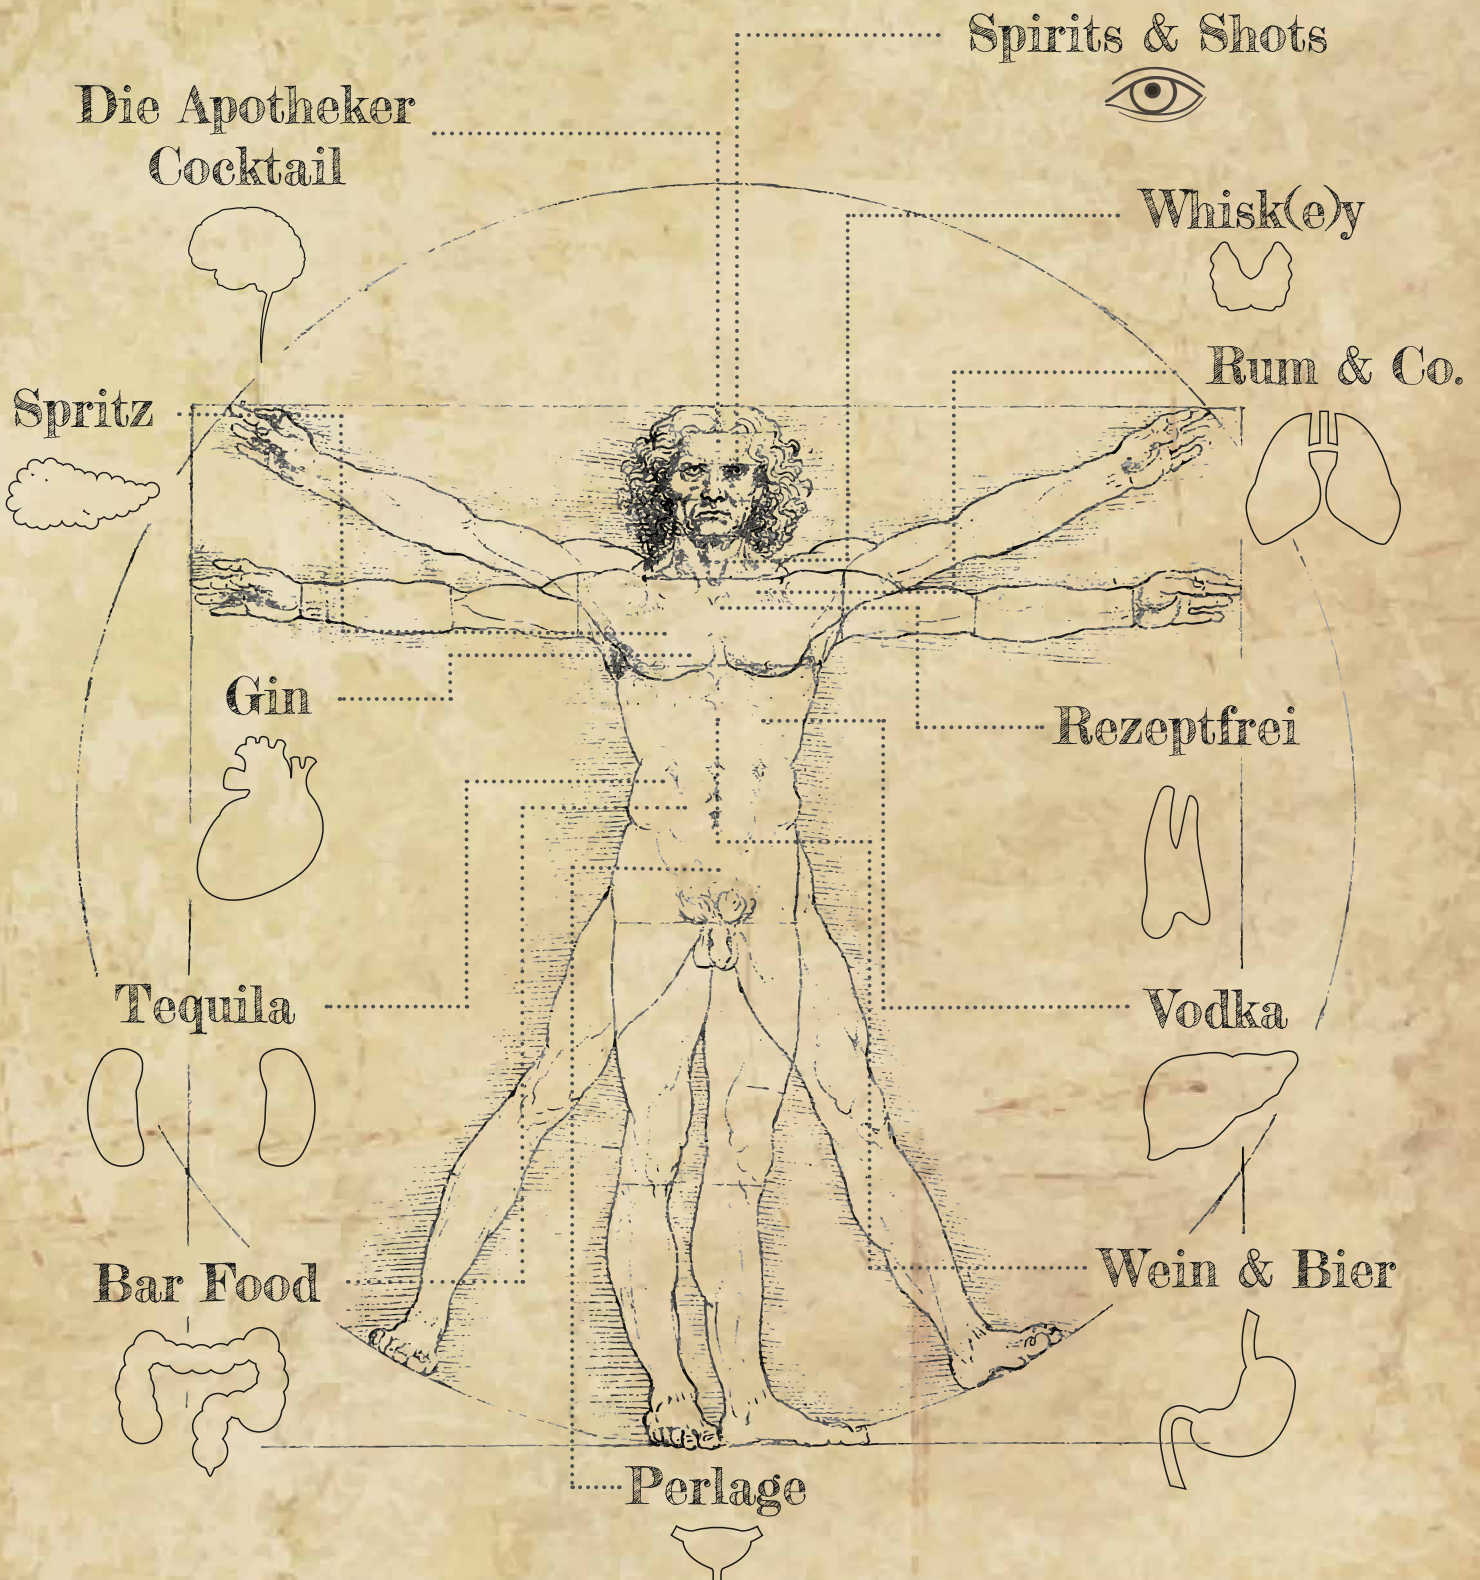 Spirits & Shots
Die Apotheker
Cocktail
Whisk(e)y
Rum & Co.
Spritz
Gin
Rezeptfrei
Tequila
Vodka
Bar Food
Wein & Bier
Perlage